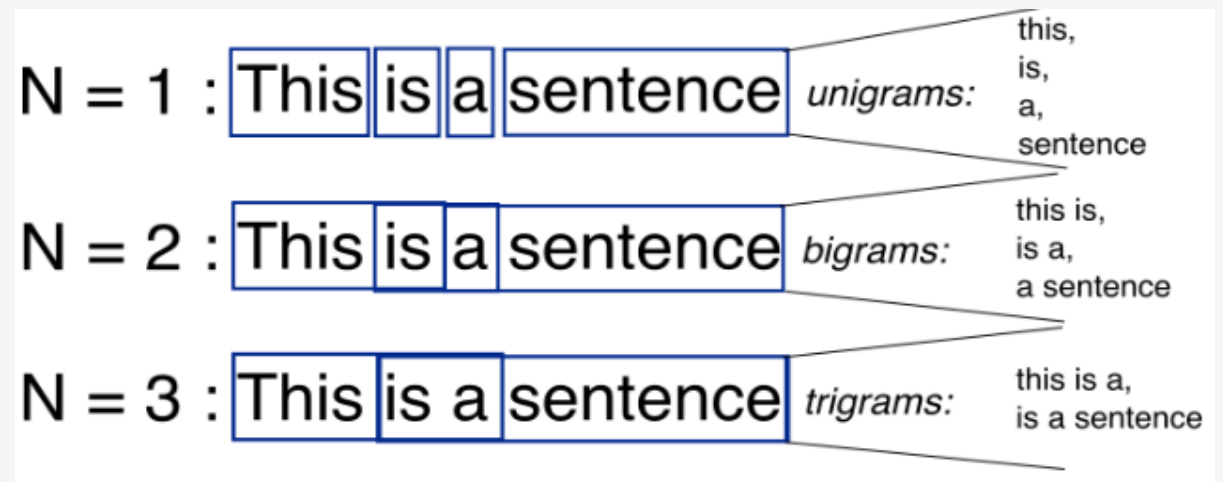 N = 1 : This is a sentence unigrams:
this,
is,
a,
sentence
N = 2 : This is a sentence bigrams:
this is,
is a,
a sentence
N = 3 : This is a sentence trigrams:
this is a,
is a sentence